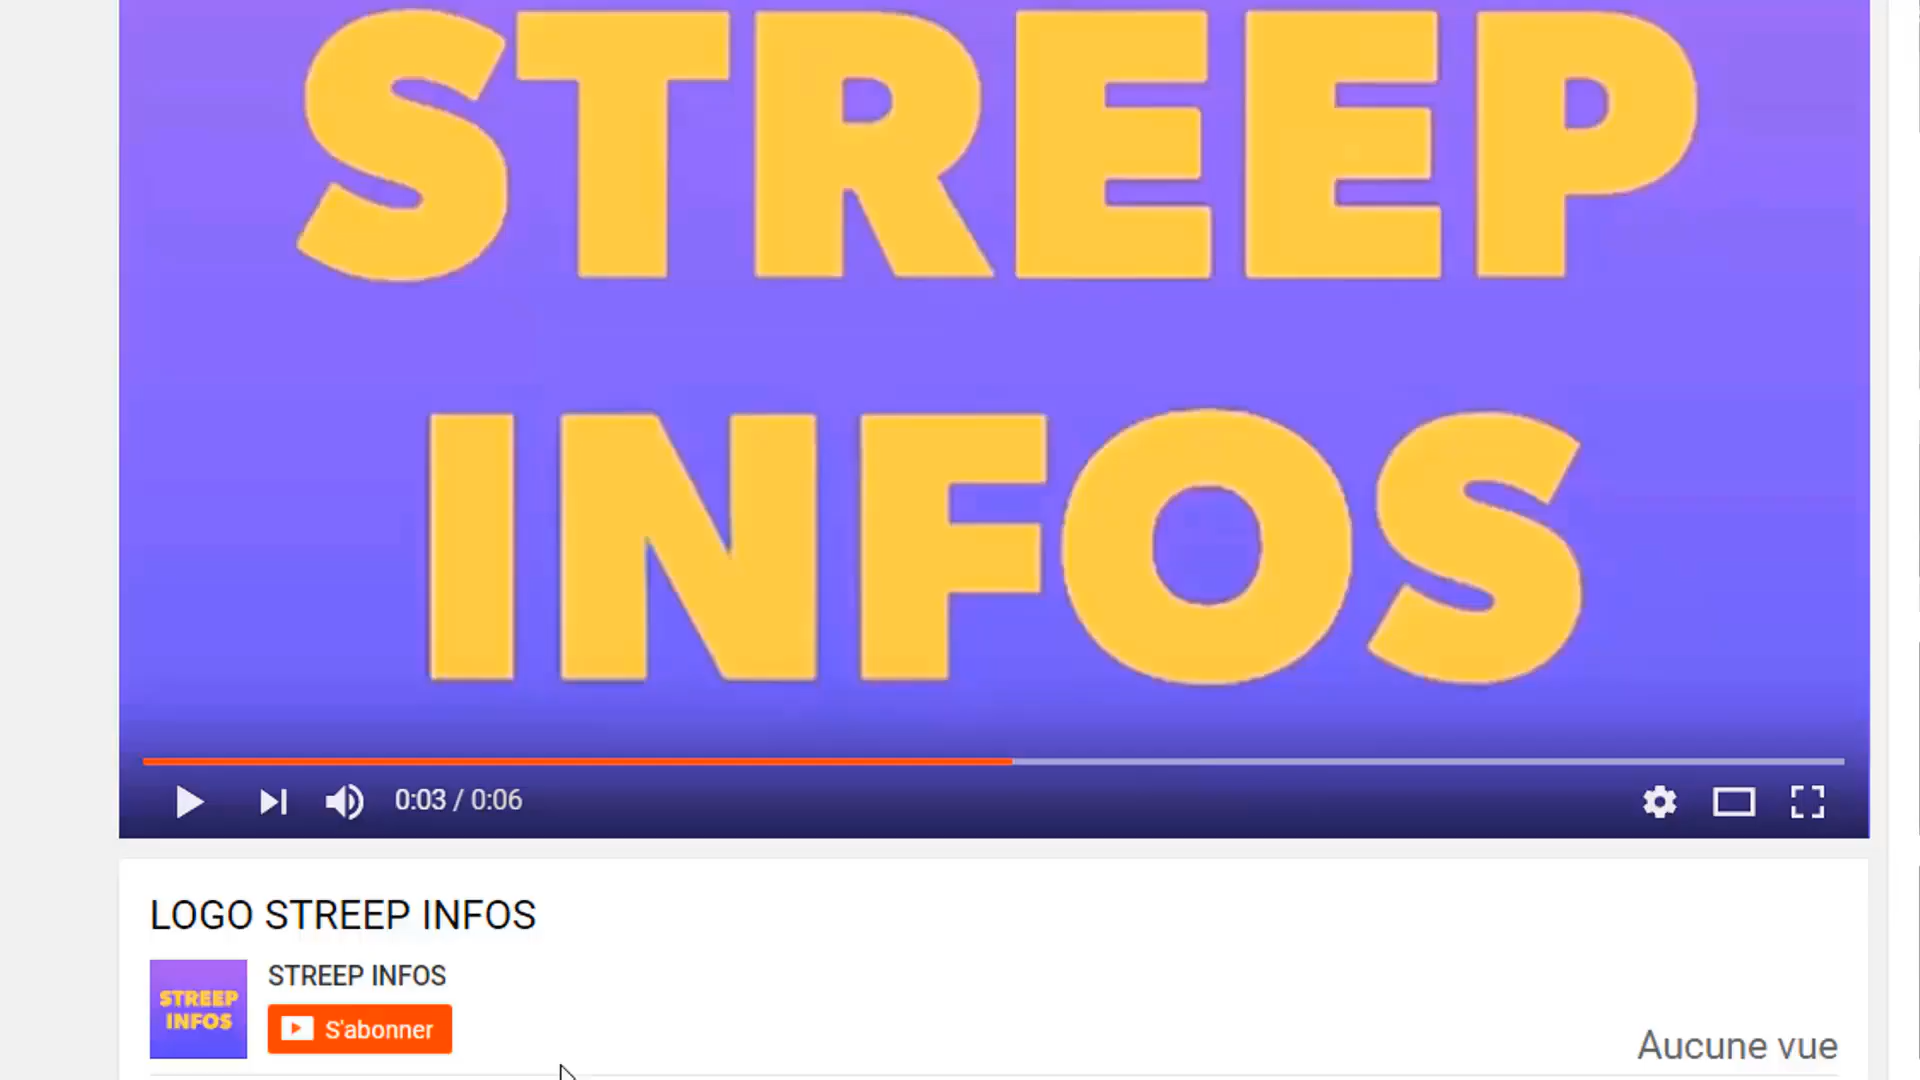 STREEP
INFOS
0:03 / 0:06
LOGO STREEP INFOS
STREEP INFOS
STREEP
INFOS
S'abonner
Aucune vue